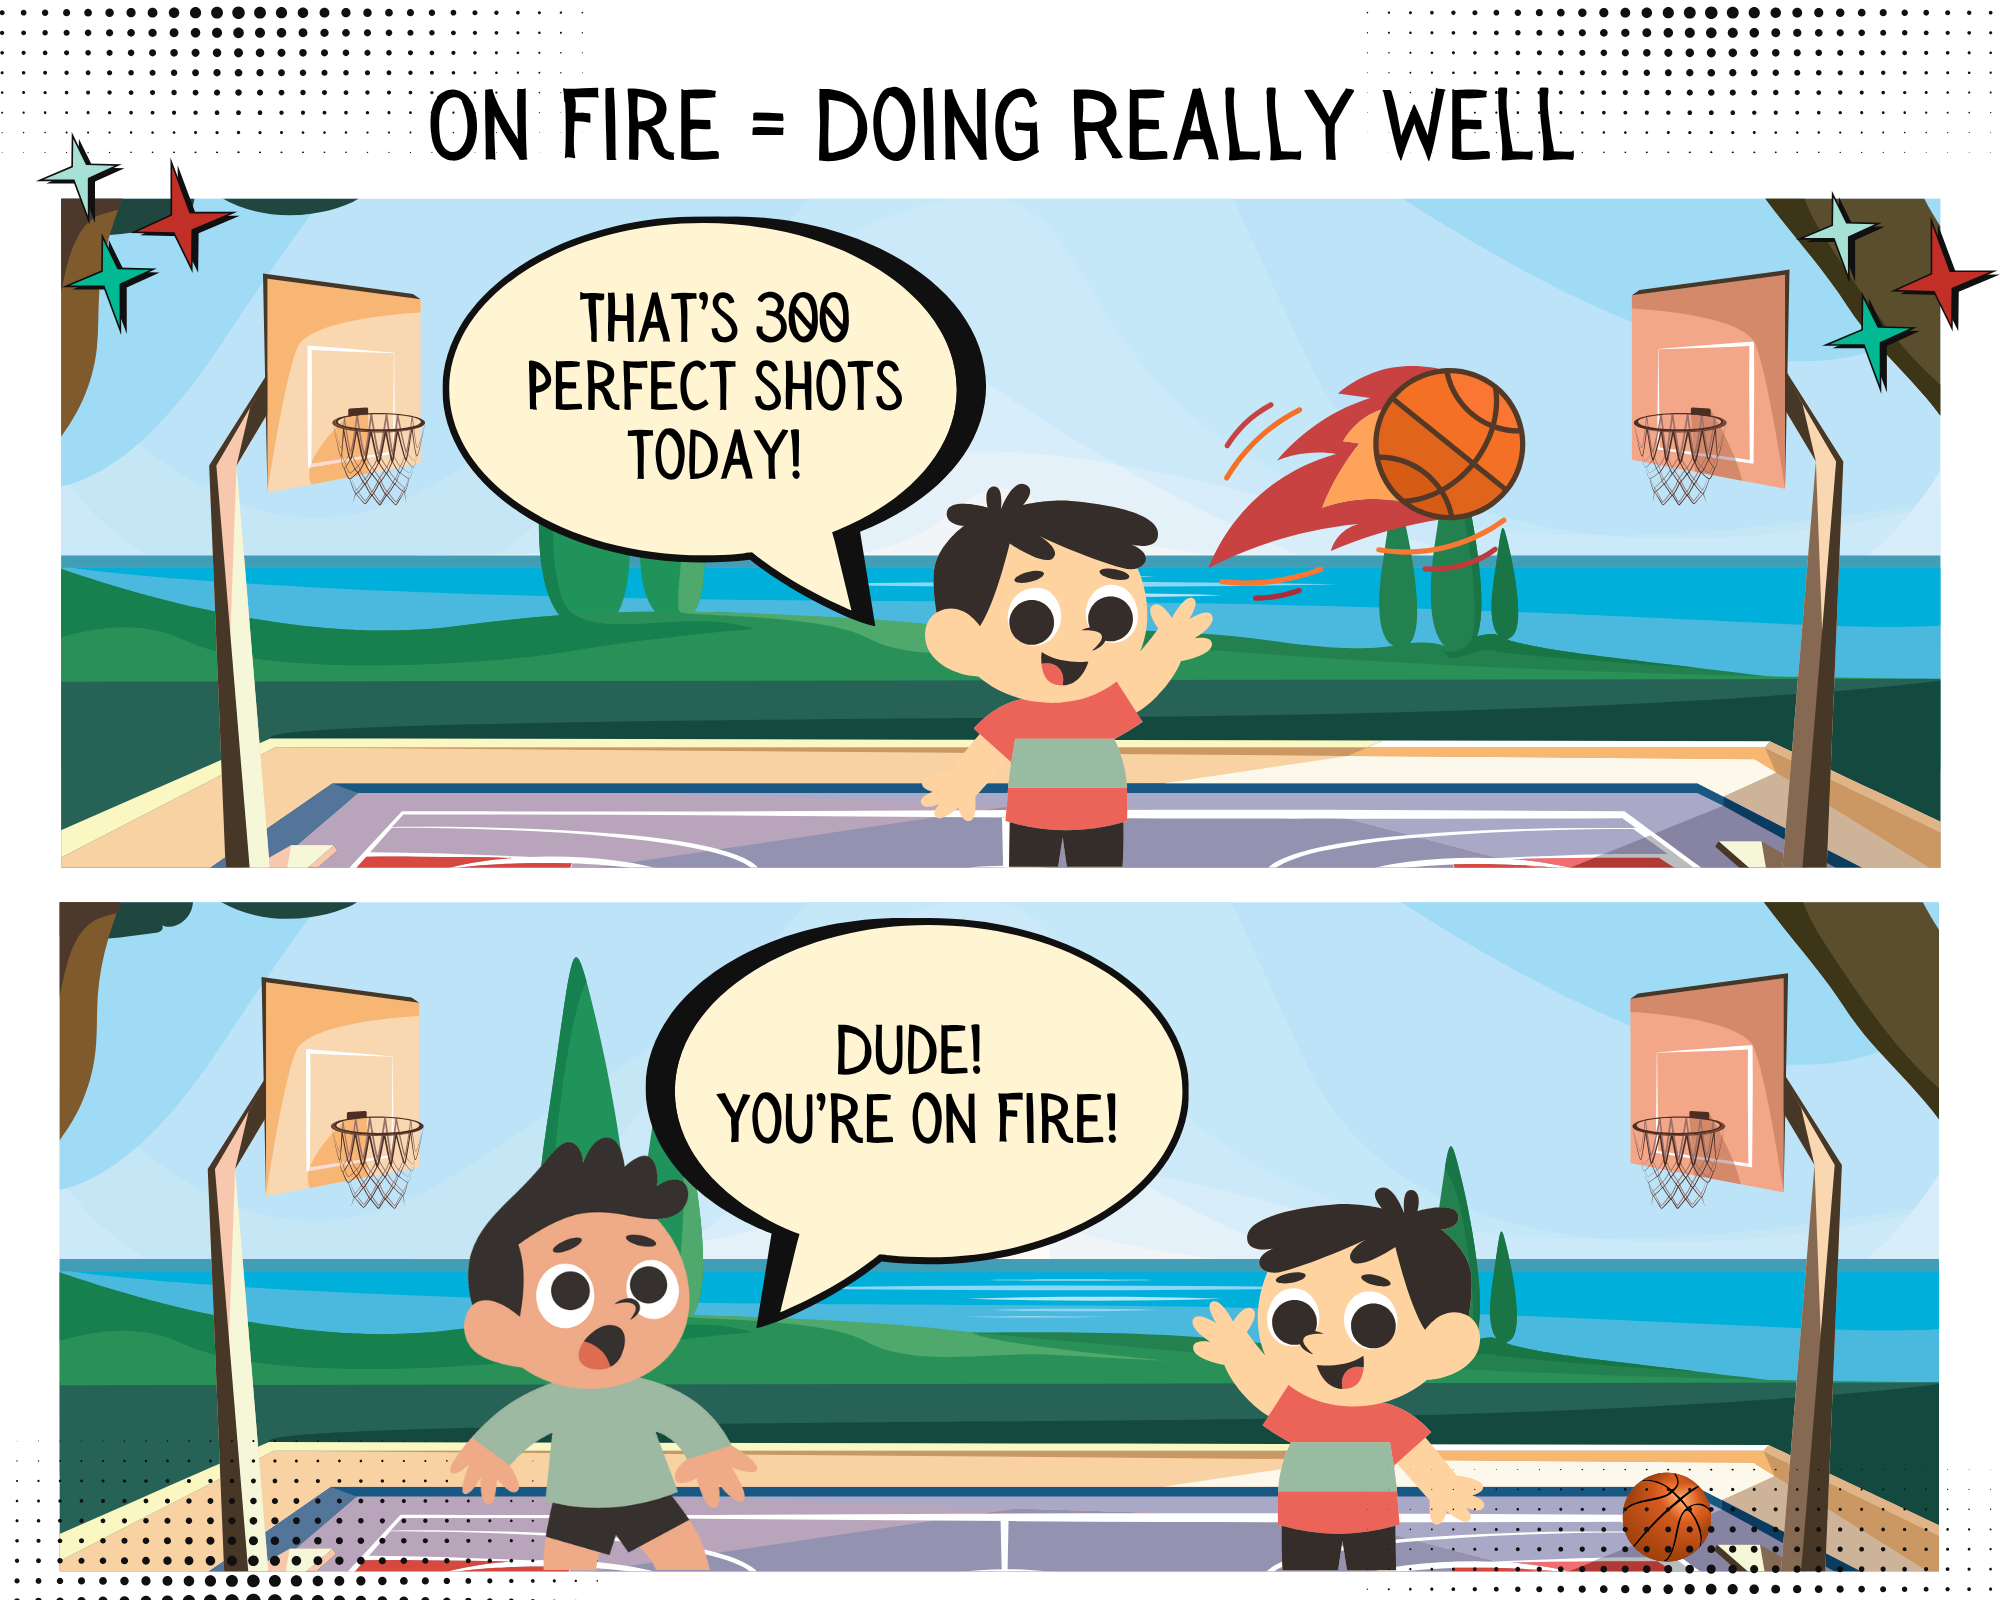 ON FIRE = DOING REALLY WELL
THAT'S 300
PERFECT SHOTS
TODAY!
DUDE!
YOU'RE ON FIRE!